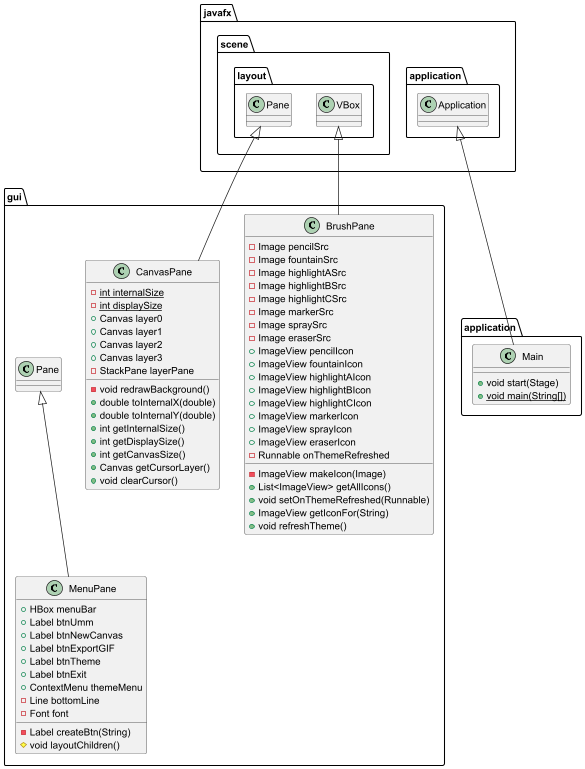 javafx
scene
layout
C Pane
C VBox
application
C Application
gui
C CanvasPane
int internalSize
int displaySize
Canvas layer0
Canvas layer1
Canvas layer2
Canvas layer3
StackPane layerPane
void redrawBackground()
double toInternalX(double)
double toInternalY(double)
int getInternalSize()
int getDisplaySize()
int getCanvasSize()
Canvas getCursorLayer()
void clearCursor()
C BrushPane
Image pencilSrc
Image fountainSrc
Image highlightASrc
Image highlightBSrc
Image highlightCSrc
Image markerSrc
Image spraySrc
Image eraserSrc
ImageView pencilIcon
ImageView fountainIcon
ImageView highlightAIcon
ImageView highlightBIcon
ImageView highlightCIcon
ImageView markerIcon
ImageView sprayIcon
ImageView eraserIcon
Runnable onThemeRefreshed
ImageView makeIcon(Image)
List<ImageView> getAllIcons()
void setOnThemeRefreshed(Runnable)
ImageView getIconFor(String)
void refreshTheme()
application
C Main
void start(Stage)
void main(String[])
C Pane
C MenuPane
HBox menuBar
Label btnUmm
Label btnNewCanvas
Label btnExportGIF
Label btnTheme
Label btnExit
ContextMenu themeMenu
Line bottomLine
Font font
Label createBtn(String)
void layoutChildren()